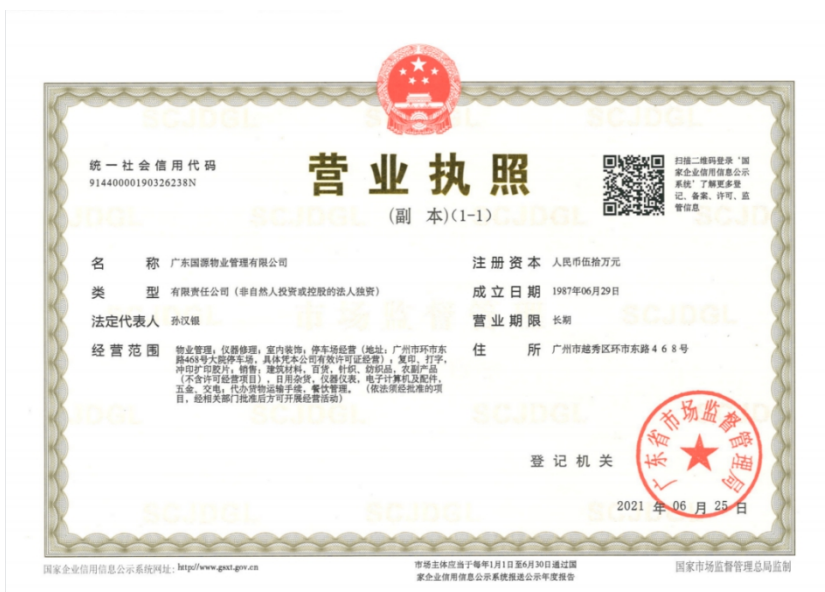 统一社会信用代码
91440000190326238N
营业执照
(副 本)(1-1)
扫描二维码登录‘国
家企业信用信息公示
系统’了解更多登
记、备案、许可、监
管信息
名 称 广东国源物业管理有限公司
类 型 有限责任公司（非自然人投资或控股的法人独资）
法定代表人 孙汉锟
经营范围 物业管理；仪器修理；室内装饰；停车场经营（地址：广州市环市东
路468号大院停车场，具体凭本公司有效许可证经营）；复印、打字，
冲印扩印胶片；销售：建筑材料，百货，针织、纺织品，农副产品
（不含许可经营项目），日用杂货，仪器仪表，电子计算机及配件，
五金、交电；代办货物运输手续，餐饮管理。（依法须经批准的项
目，经相关部门批准后方可开展经营活动）
注册资本 人民币伍拾万元
成立日期 1987年06月29日
营业期限 长期
住 所 广州市越秀区环市东路４６８号
登记机关
广东省市场监督管理局
2021 年 06 月 25 日
国家企业信用信息公示系统网址：http://www.gsxt.gov.cn
市场主体应当于每年1月1日至6月30日通过国
家企业信用信息公示系统报送公示年度报告
国家市场监督管理总局监制
SCJDGL
SCJDGL
SCJDGL
SCJDGL
SCJDGL
SCJDGL
市场监督管理
SCJDGL
SCJDGL
SCJDGL
SCJDGL
SCJDGL
SCJDGL